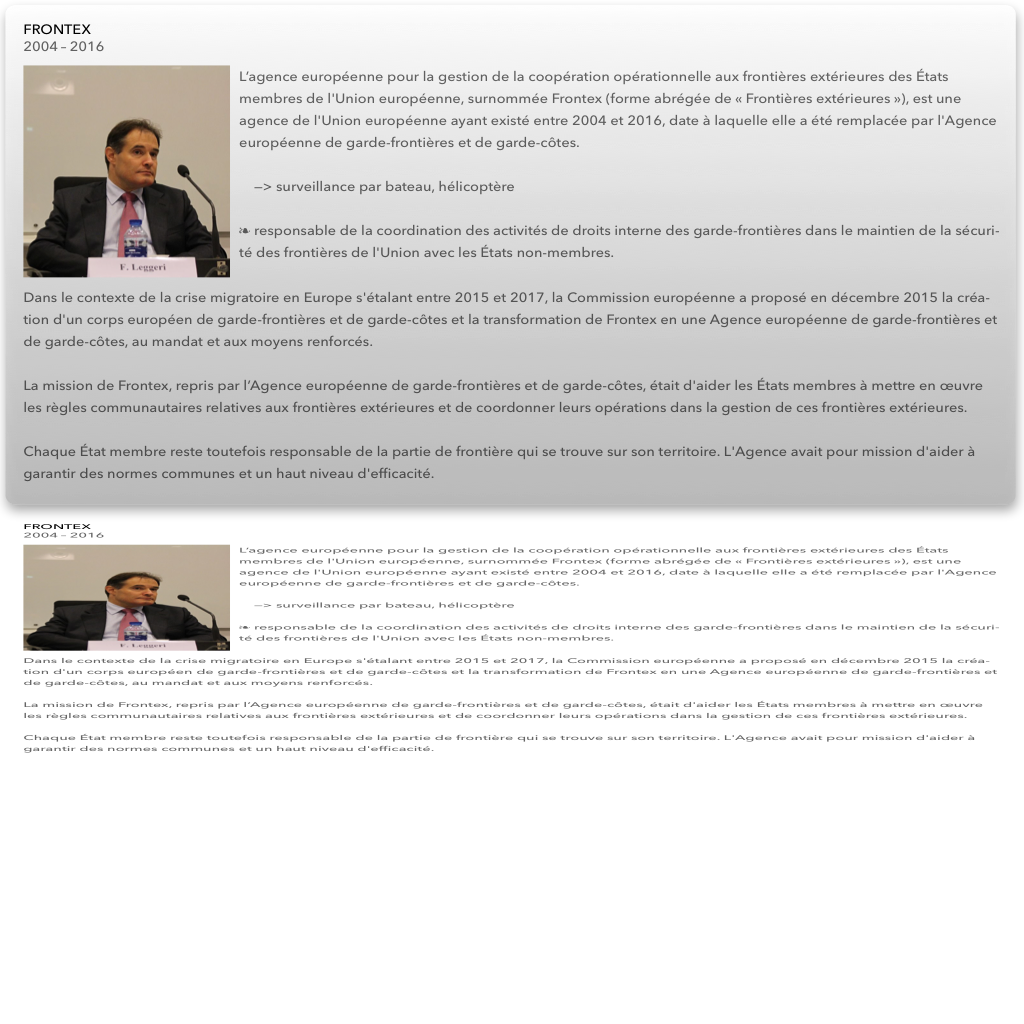 FRONTEX
2004 – 2016
L’agence européenne pour la gestion de la coopération opérationnelle aux frontières extérieures des États
membres de l'Union européenne, surnommée Frontex (forme abrégée de « Frontières extérieures »), est une
agence de l'Union européenne ayant existé entre 2004 et 2016, date à laquelle elle a été remplacée par l'Agence
européenne de garde-frontières et de garde-côtes.
—> surveillance par bateau, hélicoptère
❧ responsable de la coordination des activités de droits interne des garde-frontières dans le maintien de la sécuri-
té des frontières de l'Union avec les États non-membres.
F. Leggeri
Dans le contexte de la crise migratoire en Europe s'étalant entre 2015 et 2017, la Commission européenne a proposé en décembre 2015 la créa-
tion d'un corps européen de garde-frontières et de garde-côtes et la transformation de Frontex en une Agence européenne de garde-frontières et
de garde-côtes, au mandat et aux moyens renforcés.
La mission de Frontex, repris par l’Agence européenne de garde-frontières et de garde-côtes, était d'aider les États membres à mettre en œuvre
les règles communautaires relatives aux frontières extérieures et de coordonner leurs opérations dans la gestion de ces frontières extérieures.
Chaque État membre reste toutefois responsable de la partie de frontière qui se trouve sur son territoire. L'Agence avait pour mission d'aider à
garantir des normes communes et un haut niveau d'efficacité.
FRONTEX
2004 – 2016
L’agence européenne pour la gestion de la coopération opérationnelle aux frontières extérieures des États
membres de l'Union européenne, surnommée Frontex (forme abrégée de « Frontières extérieures »), est une
agence de l'Union européenne ayant existé entre 2004 et 2016, date à laquelle elle a été remplacée par l'Agence
européenne de garde-frontières et de garde-côtes.
—> surveillance par bateau, hélicoptère
❧ responsable de la coordination des activités de droits interne des garde-frontières dans le maintien de la sécuri-
té des frontières de l'Union avec les États non-membres.
F. Leggeri
Dans le contexte de la crise migratoire en Europe s'étalant entre 2015 et 2017, la Commission européenne a proposé en décembre 2015 la créa-
tion d'un corps européen de garde-frontières et de garde-côtes et la transformation de Frontex en une Agence européenne de garde-frontières et
de garde-côtes, au mandat et aux moyens renforcés.
La mission de Frontex, repris par l’Agence européenne de garde-frontières et de garde-côtes, était d'aider les États membres à mettre en œuvre
les règles communautaires relatives aux frontières extérieures et de coordonner leurs opérations dans la gestion de ces frontières extérieures.
Chaque État membre reste toutefois responsable de la partie de frontière qui se trouve sur son territoire. L'Agence avait pour mission d'aider à
garantir des normes communes et un haut niveau d'efficacité.